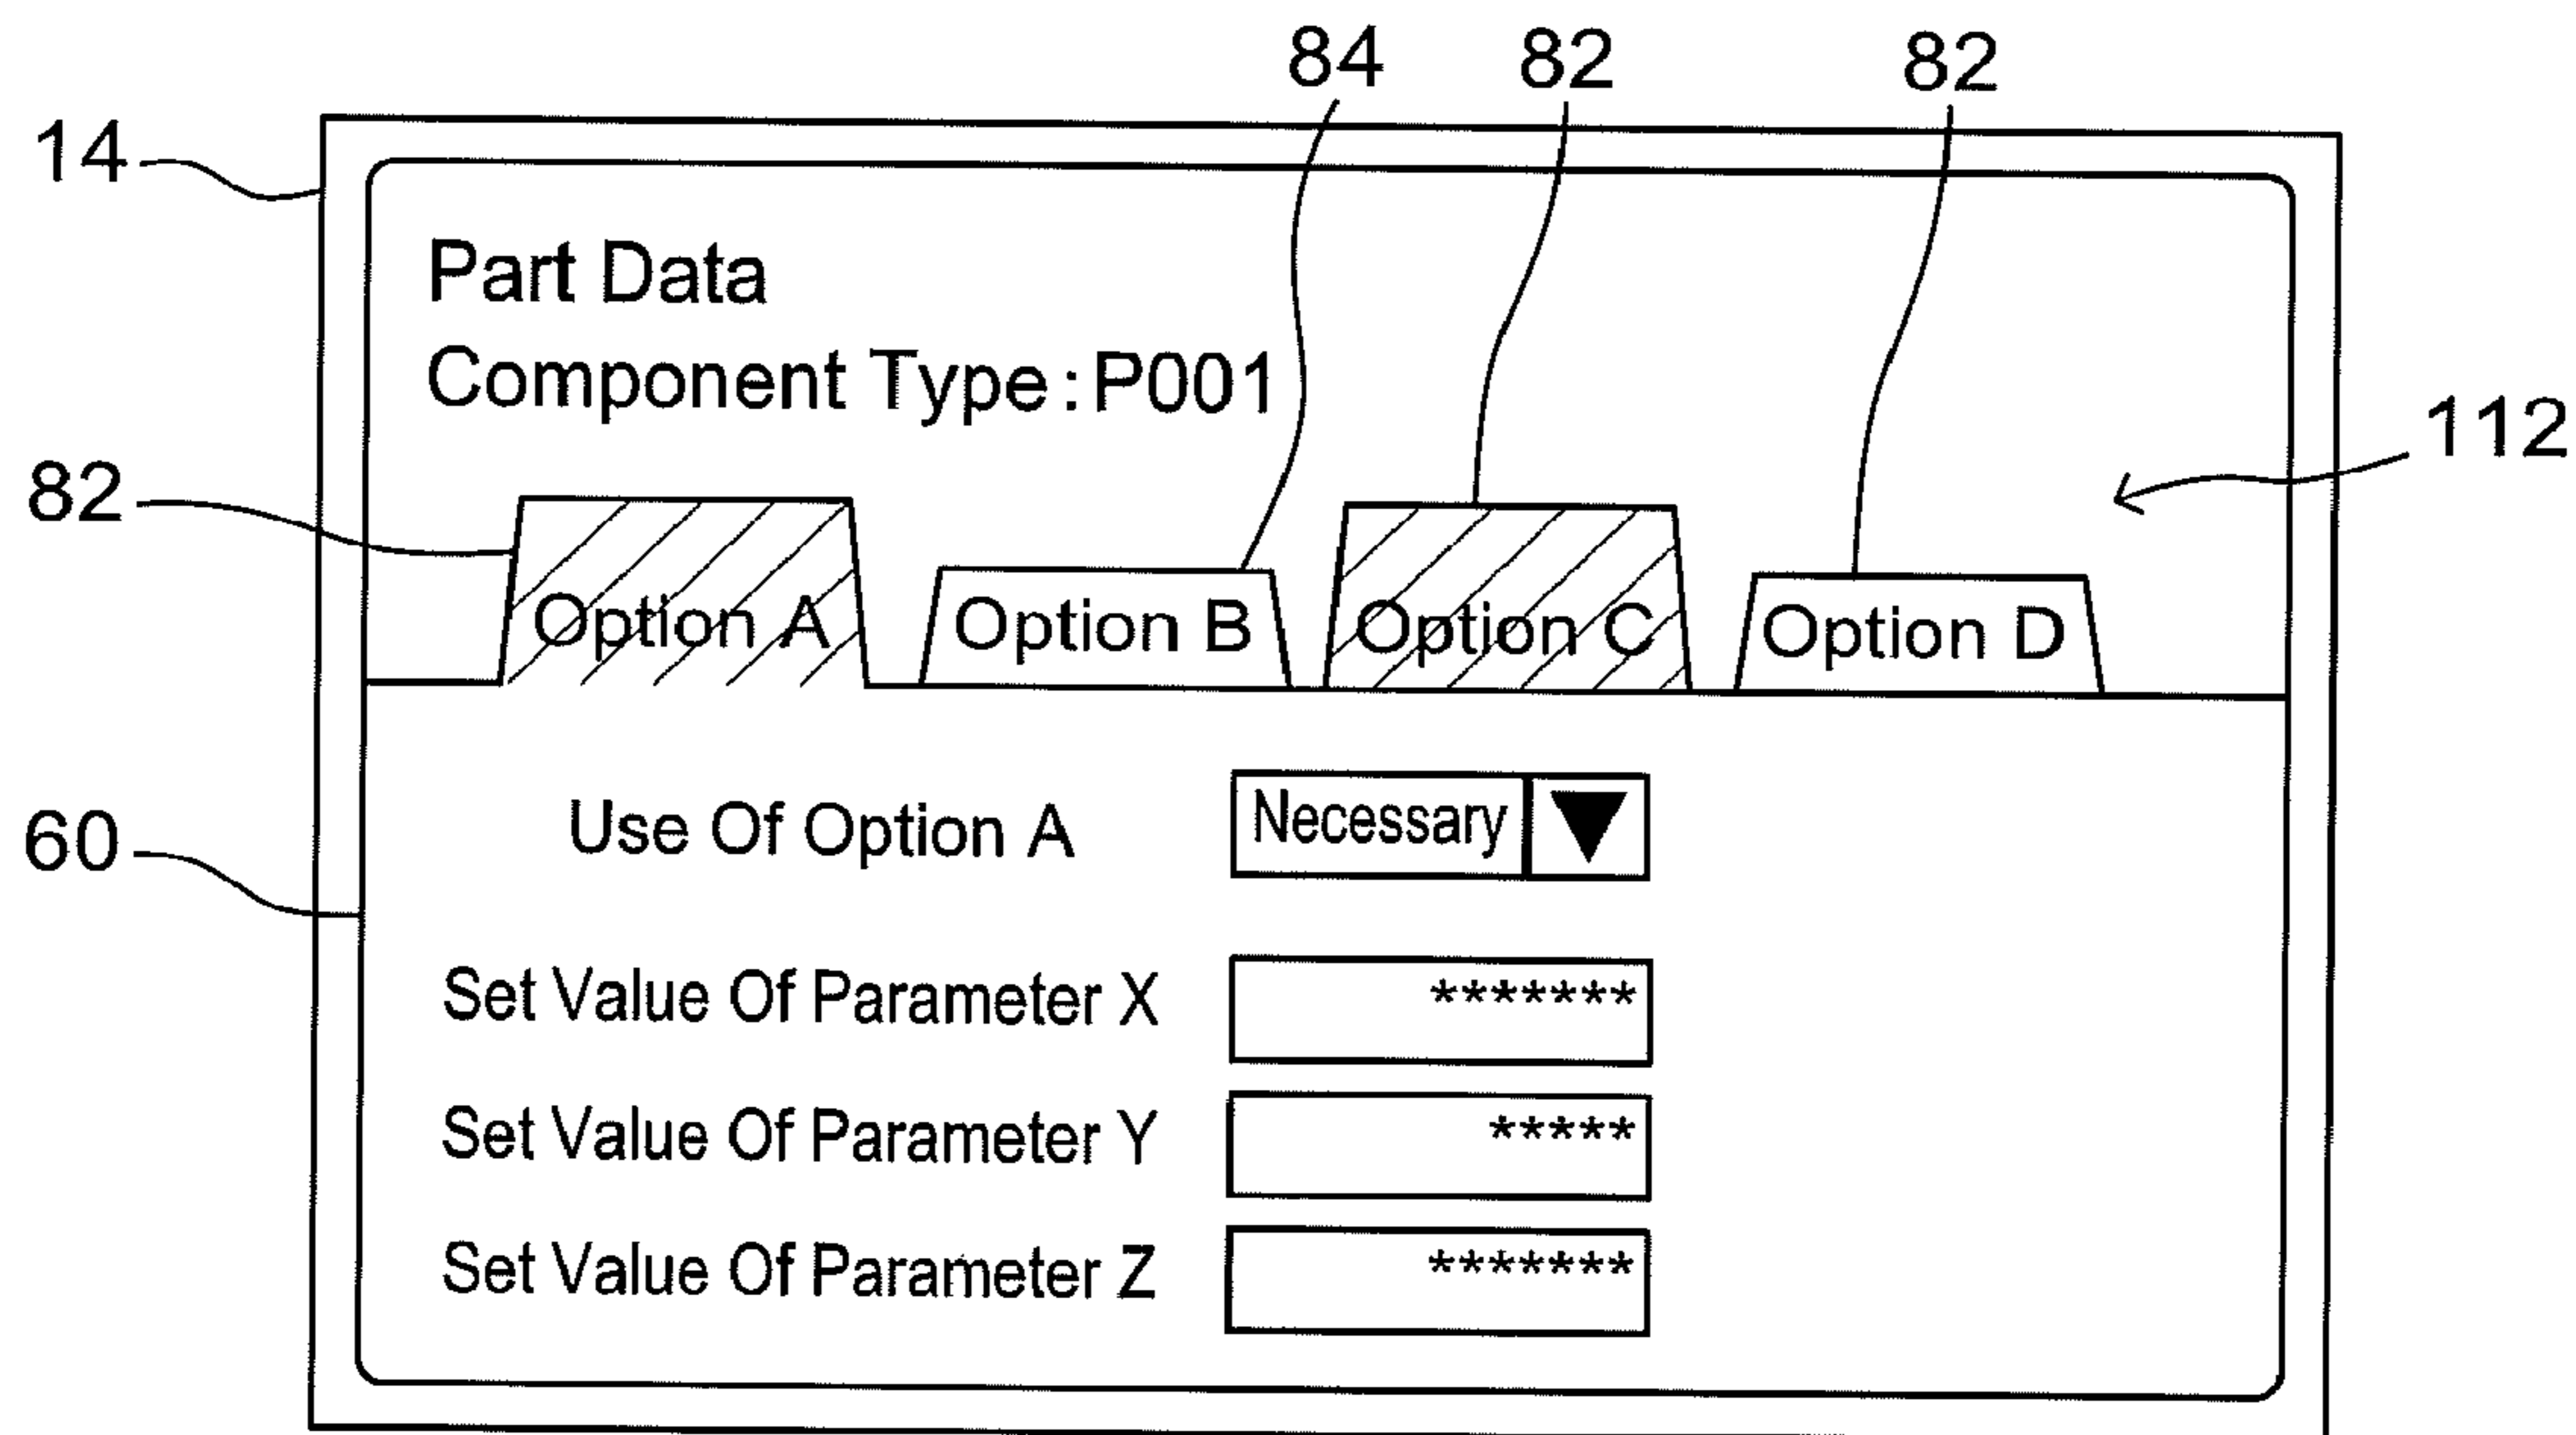 84 82 82
14
Part Data
Component Type:P001
112
82
Option A Option B Option C Option D
Use Of Option A Necessary ▼
60
Set Value Of Parameter X *******
Set Value Of Parameter Y *****
Set Value Of Parameter Z *******